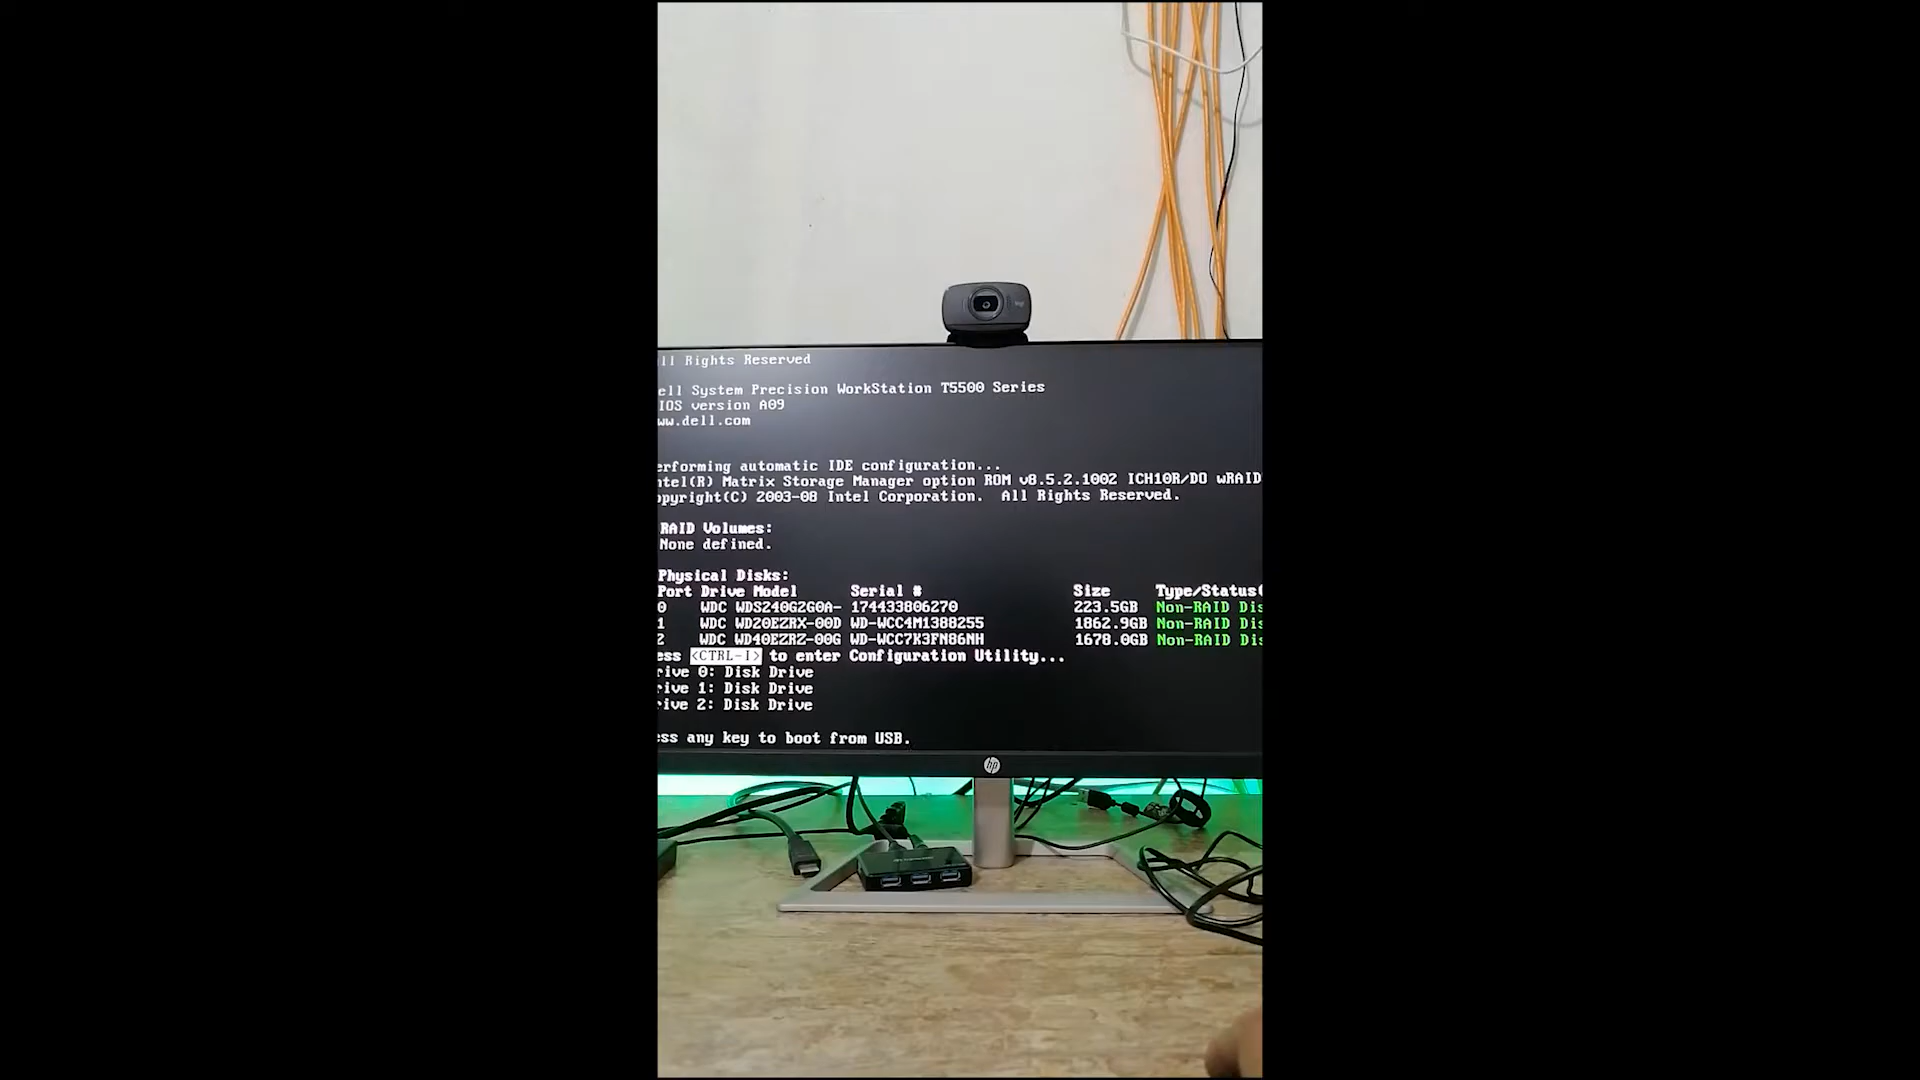 ll Rights Reserved
ell System Precision WorkStation T5500 Series
IOS version A09
ww.dell.com
erforming automatic IDE configuration...
ntel(R) Matrix Storage Manager option ROM v8.5.2.1002 ICH10R/DO wRAID
opyright(C) 2003-08 Intel Corporation. All Rights Reserved.
RAID Volumes:
None defined.
Physical Disks:
Port Drive Model Serial # Size Type/Status(
0 WDC WDS240G2G0A- 174433806270 223.5GB Non-RAID Dis
1 WDC WD20EZRX-00D WD-WCC4M1388255 1862.9GB Non-RAID Dis
2 WDC WD40EZRZ-00G WD-WCC7K3FN86NH 1678.0GB Non-RAID Dis
ess <CTRL-I> to enter Configuration Utility...
rive 0: Disk Drive
rive 1: Disk Drive
rive 2: Disk Drive
ess any key to boot from USB.
hp